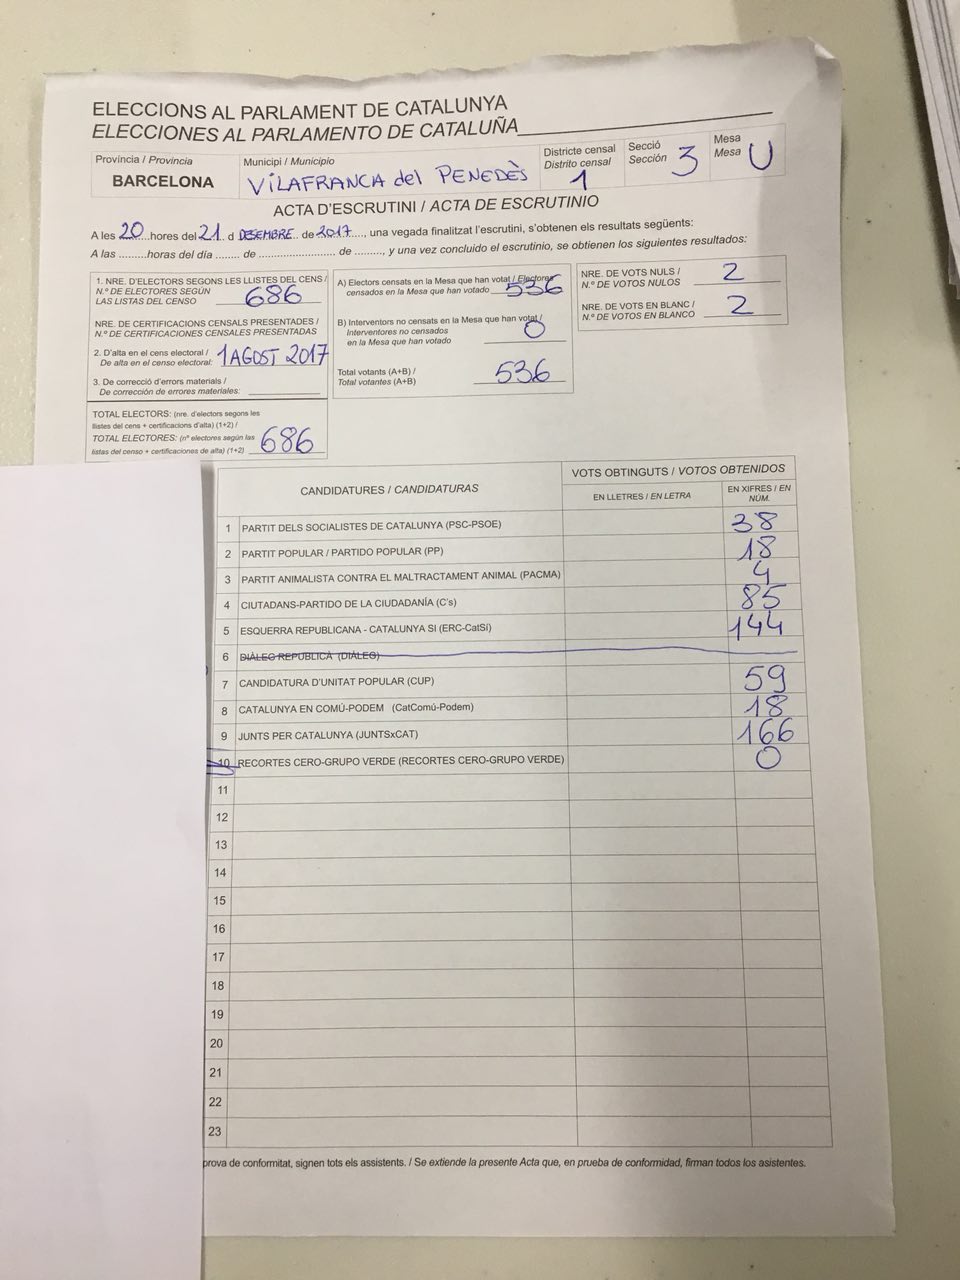 ELECCIONS AL PARLAMENT DE CATALUNYA
ELECCIONES AL PARLAMENTO DE CATALUÑA
Província / Provincia
BARCELONA
Municipi / Municipio
VILAFRANCA del PENEDÈS
Districte censal
Distrito censal
1
Secció
Sección
3
Mesa
Mesa
U
ACTA D'ESCRUTINI / ACTA DE ESCRUTINIO
A les 20 hores del 21 d DESEMBRE de 2017, una vegada finalitzat l'escrutini, s'obtenen els resultats següents:
A las ......... horas del día ....... de ........................... de ........., y una vez concluido el escrutinio, se obtienen los siguientes resultados:
1. NRE. D'ELECTORS SEGONS LES LLISTES DEL CENS /
N.º DE ELECTORES SEGÚN
LAS LISTAS DEL CENSO 686
NRE. DE CERTIFICACIONS CENSALS PRESENTADES /
N.º DE CERTIFICACIONES CENSALES PRESENTADAS
2. D'alta en el cens electoral /
De alta en el censo electoral: 1 AGOST 2017
3. De correcció d'errors materials /
De corrección de errores materiales:
TOTAL ELECTORS: (nre. d'electors segons les
llistes del cens + certificacions d'alta) (1+2) /
TOTAL ELECTORES: (nº electores según las
listas del censo + certificaciones de alta) (1+2) 686
A) Electors censats en la Mesa que han votat / Electores
censados en la Mesa que han votado 536
B) Interventors no censats en la Mesa que han votat /
Interventores no censados
en la Mesa que han votado 0
Total votants (A+B) /
Total votantes (A+B) 536
NRE. DE VOTS NULS /
N.º DE VOTOS NULOS 2
NRE. DE VOTS EN BLANC /
N.º DE VOTOS EN BLANCO 2
CANDIDATURES / CANDIDATURAS
VOTS OBTINGUTS / VOTOS OBTENIDOS
EN LLETRES / EN LETRA
EN XIFRES / EN
NÚM.
1 PARTIT DELS SOCIALISTES DE CATALUNYA (PSC-PSOE) 38
2 PARTIT POPULAR / PARTIDO POPULAR (PP) 18
3 PARTIT ANIMALISTA CONTRA EL MALTRACTAMENT ANIMAL (PACMA) 4
4 CIUTADANS-PARTIDO DE LA CIUDADANÍA (C's) 85
5 ESQUERRA REPUBLICANA - CATALUNYA SI (ERC-CatSí) 144
6 DIÀLEG REPUBLICÀ (DIÀLEG)
7 CANDIDATURA D'UNITAT POPULAR (CUP) 59
8 CATALUNYA EN COMÚ-PODEM (CatComú-Podem) 18
9 JUNTS PER CATALUNYA (JUNTSxCAT) 166
10 RECORTES CERO-GRUPO VERDE (RECORTES CERO-GRUPO VERDE) 0
11
12
13
14
15
16
17
18
19
20
21
22
23
prova de conformitat, signen tots els assistents. / Se extiende la presente Acta que, en prueba de conformidad, firman todos los asistentes.